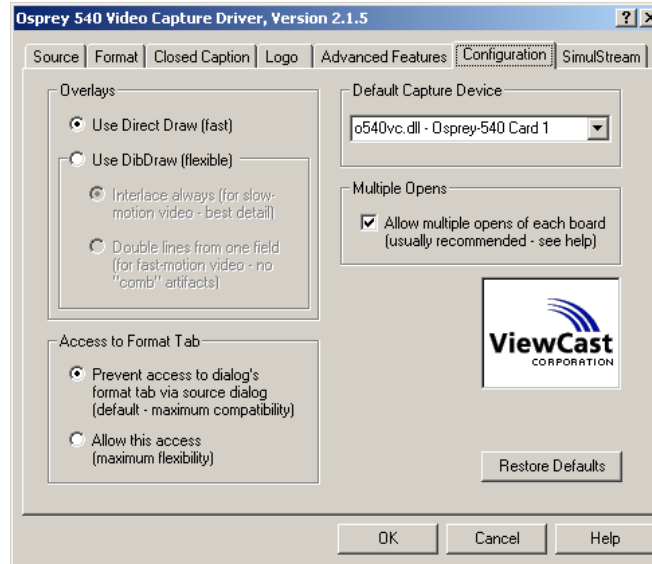 Osprey 540 Video Capture Driver, Version 2.1.5
Source
Format
Closed Caption
Logo
Advanced Features
Configuration
SimulStream
Overlays
Use Direct Draw (fast)
Use DibDraw (flexible)
Interlace always (for slow-
motion video - best detail)
Double lines from one field
(for fast-motion video - no
"comb" artifacts)
Access to Format Tab
Prevent access to dialog's
format tab via source dialog
(default - maximum compatibility)
Allow this access
(maximum flexibility)
Default Capture Device
o540vc.dll - Osprey-540 Card 1
Multiple Opens
Allow multiple opens of each board
(usually recommended - see help)
ViewCast
CORPORATION
Restore Defaults
OK
Cancel
Help